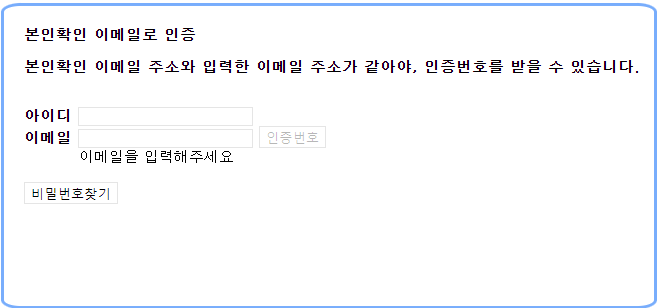 본인확인 이메일로 인증
본인확인 이메일 주소와 입력한 이메일 주소가 같아야, 인증번호를 받을 수 있습니다.
아이디
이메일 인증번호
이메일을 입력해주세요
비밀번호찾기